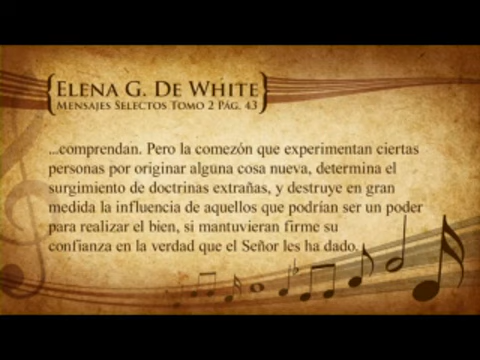 {ELENA G. DE WHITE}
MENSAJES SELECTOS TOMO 2 PÁG. 43
...comprendan. Pero la comezón que experimentan ciertas
personas por originar alguna cosa nueva, determina el
surgimiento de doctrinas extrañas, y destruye en gran
medida la influencia de aquellos que podrían ser un poder
para realizar el bien, si mantuvieran firme su
confianza en la verdad que el Señor les ha dado.